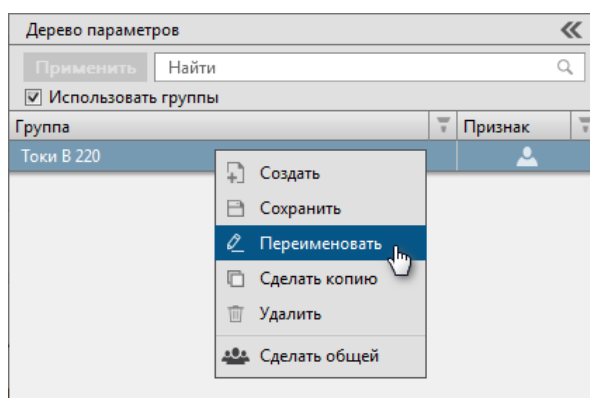 Дерево параметров
Применить Найти
Использовать группы
Группа Признак
Токи В 220
Создать
Сохранить
Переименовать
Сделать копию
Удалить
Сделать общей